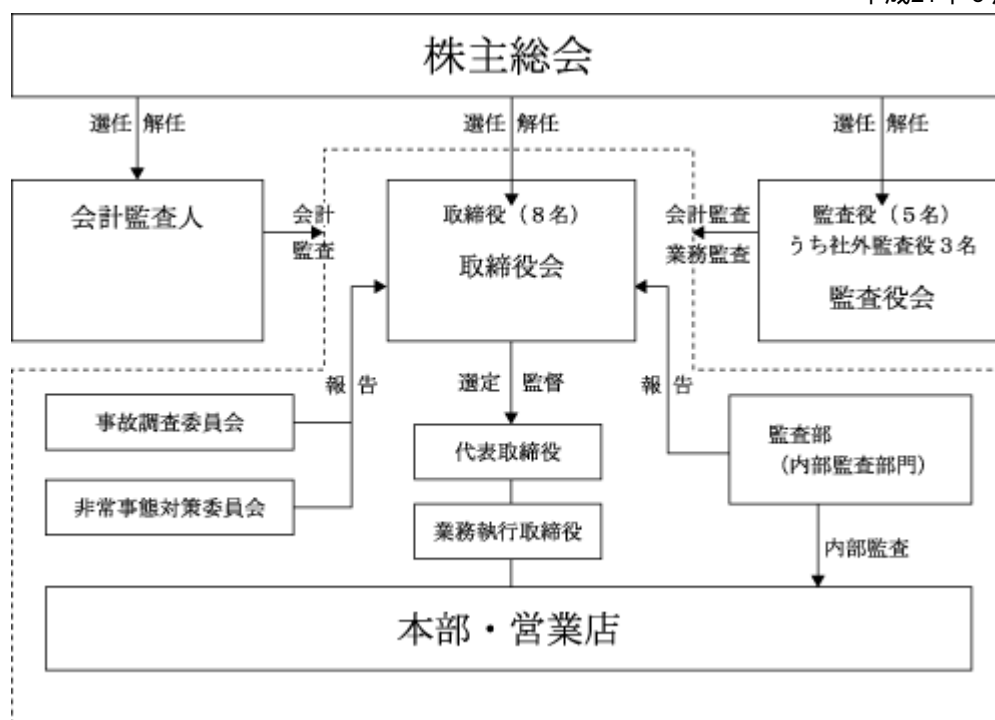 株主総会
選任 解任
選任 解任
選任 解任
会計監査人
会計
監査
取締役（８名）
取締役会
会計監査
業務監査
監査役（５名）
うち社外監査役３名
監査役会
報告
選定 監督
報告
事故調査委員会
非常事態対策委員会
代表取締役
業務執行取締役
監査部
（内部監査部門）
内部監査
本部・営業店